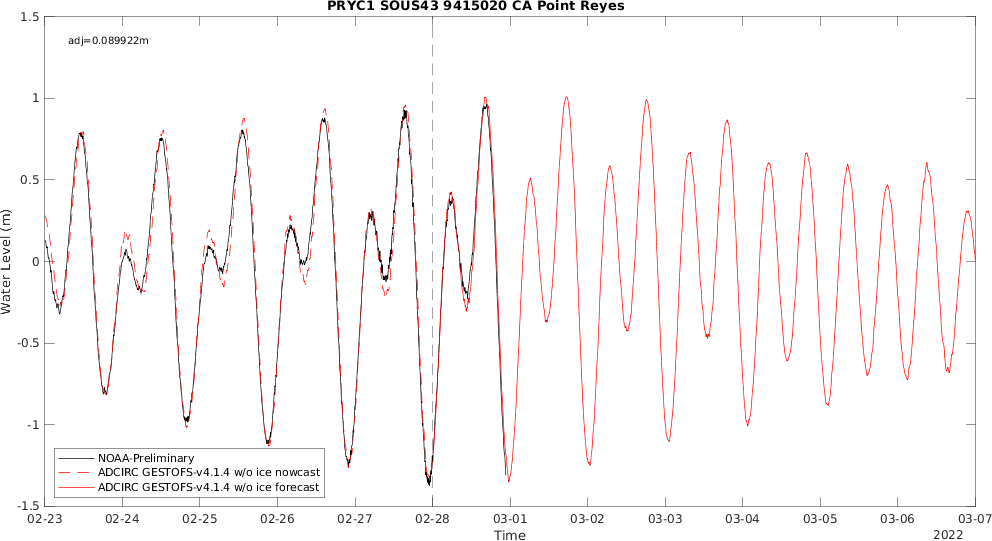 PRYC1 SOUS43 9415020 CA Point Reyes
adj=0.089922m
1.5
1
0.5
0
-0.5
-1
-1.5
Water Level (m)
NOAA-Preliminary
ADCIRC GESTOFS-v4.1.4 w/o ice nowcast
ADCIRC GESTOFS-v4.1.4 w/o ice forecast
02-23 02-24 02-25 02-26 02-27 02-28 03-01 03-02 03-03 03-04 03-05 03-06 03-07
Time
2022